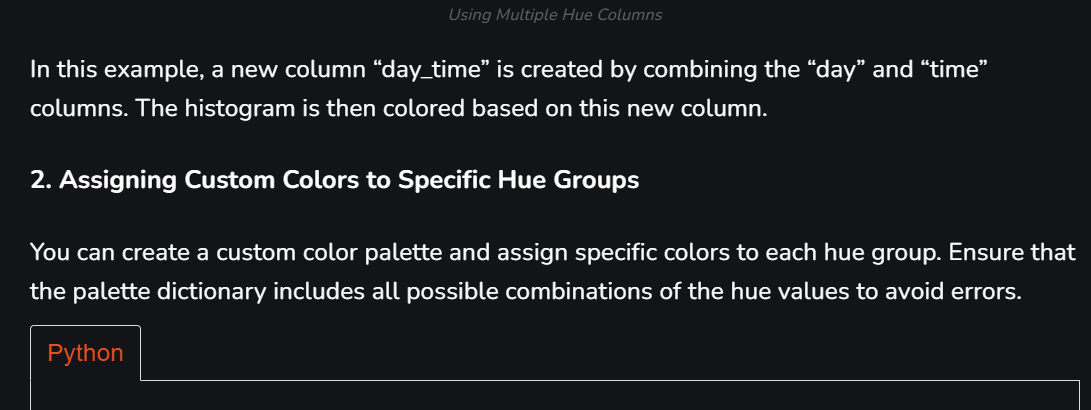 Using Multiple Hue Columns
In this example, a new column “day_time” is created by combining the “day” and “time”
columns. The histogram is then colored based on this new column.
2. Assigning Custom Colors to Specific Hue Groups
You can create a custom color palette and assign specific colors to each hue group. Ensure that
the palette dictionary includes all possible combinations of the hue values to avoid errors.
Python